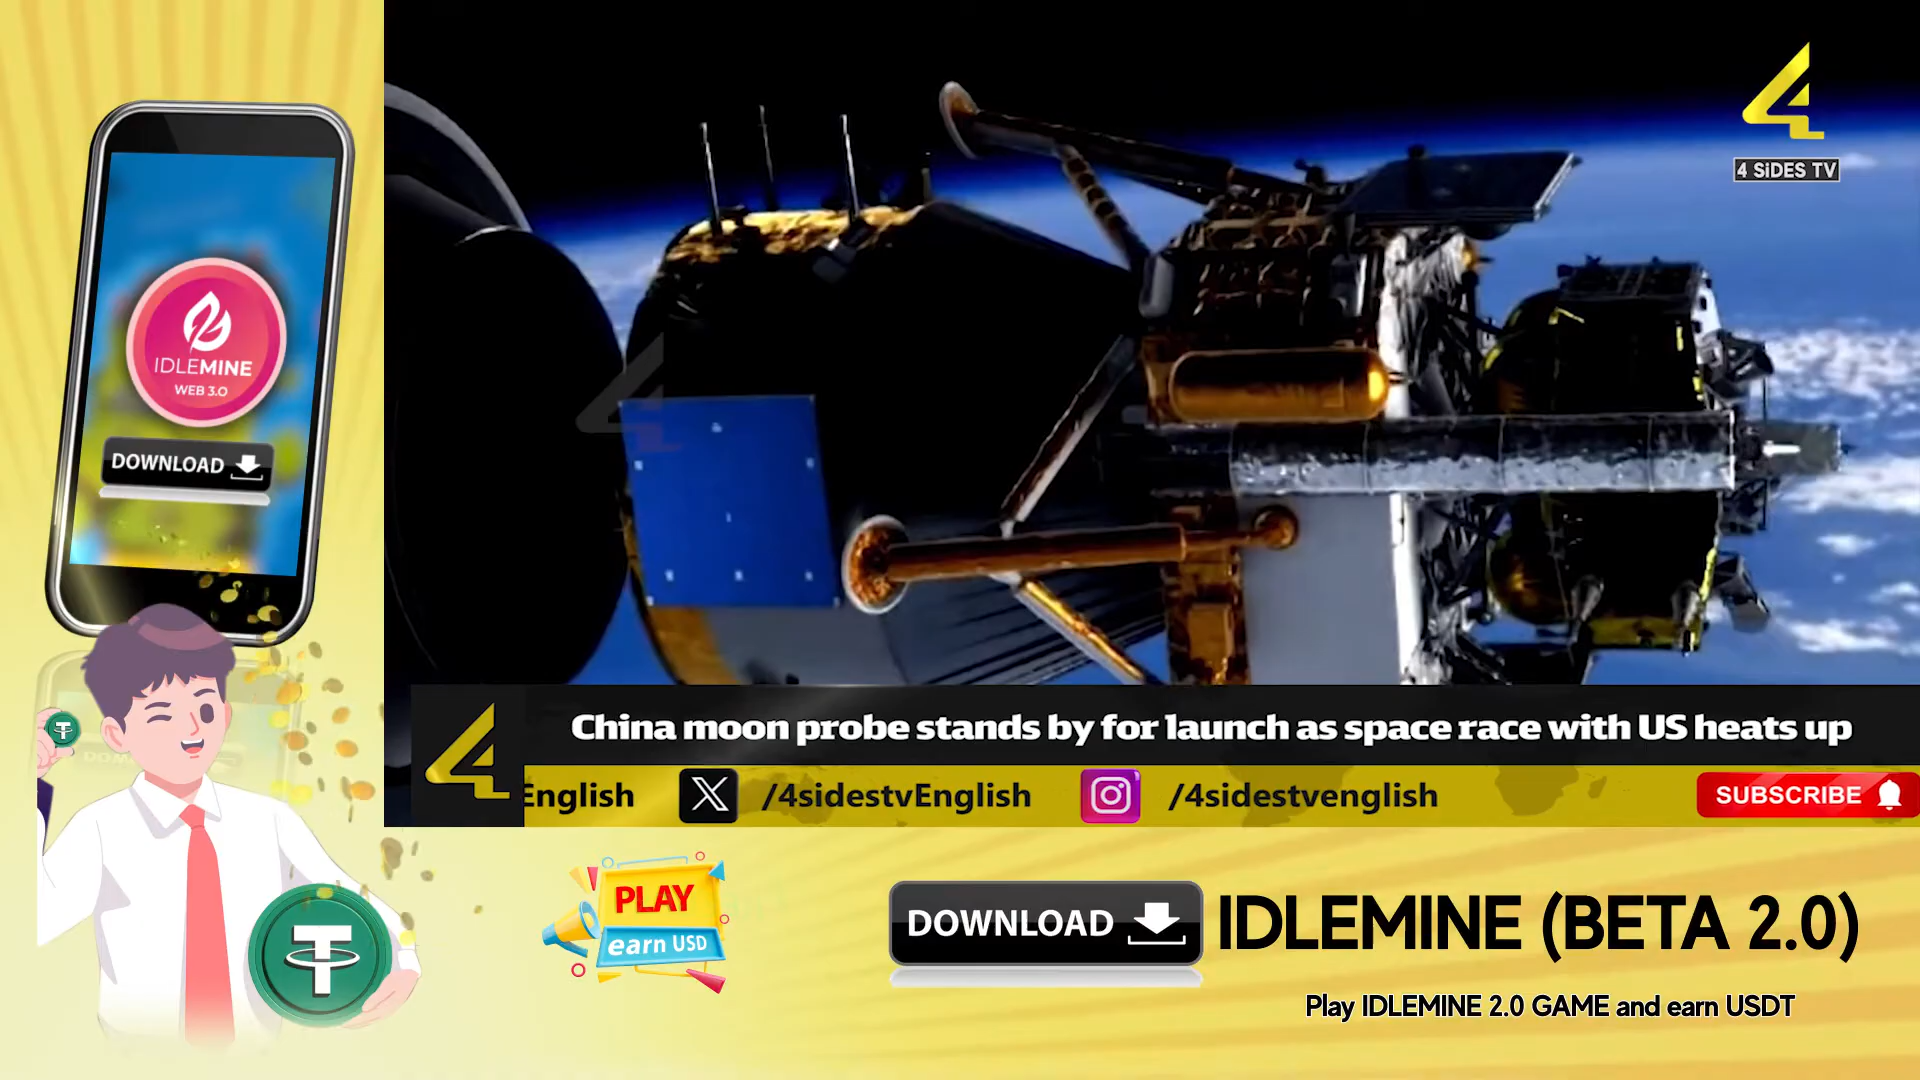 4 SiDES TV
IDLEMINE
WEB 3.0
DOWNLOAD
China moon probe stands by for launch as space race with US heats up
English
/4sidestvEnglish
/4sidestvenglish
SUBSCRIBE
PLAY
earn USD
DOWNLOAD
IDLEMINE (BETA 2.0)
Play IDLEMINE 2.0 GAME and earn USDT